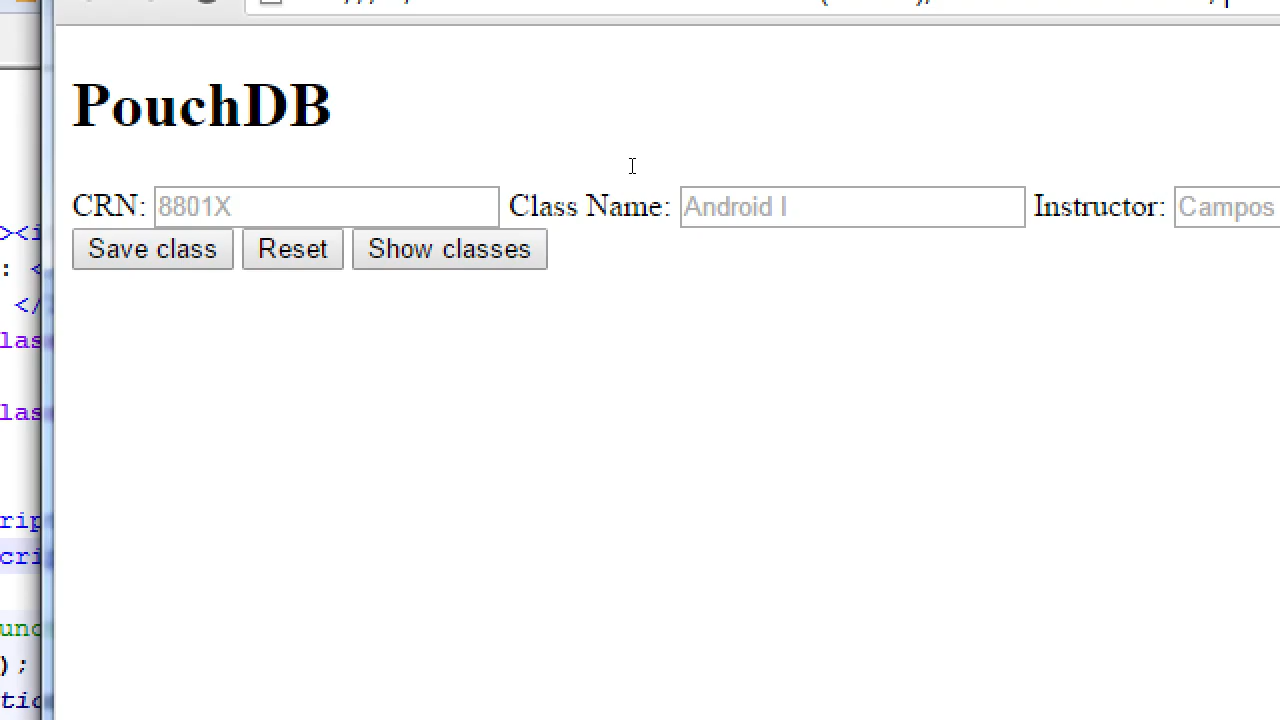 PouchDB
CRN: 8801X Class Name: Android I Instructor: Campos
Save class Reset Show classes